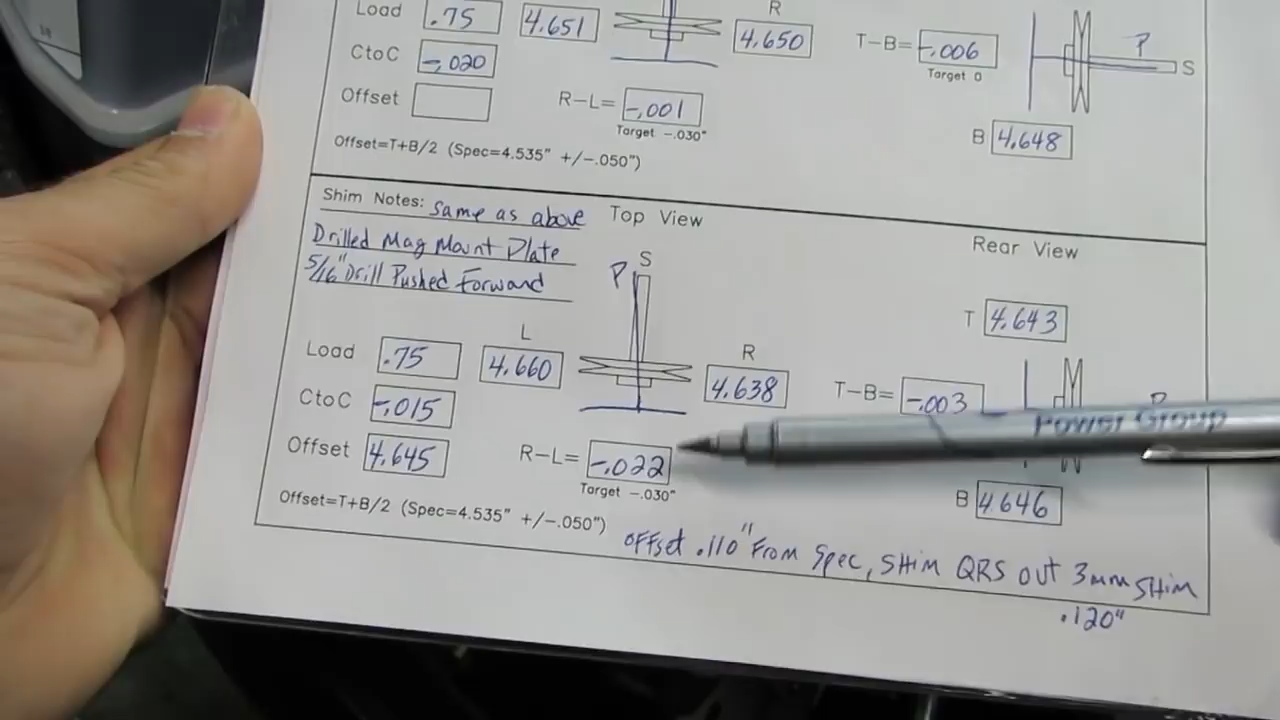 Load .75 4.651 R 4.650
CtoC -.020
T-B= -.006
Target 0
P
S
Offset
R-L= -.001
Target -.030"
B 4.648
Offset=T+B/2 (Spec=4.535" +/-.050")
Shim Notes: Same as above
Drilled Mag Mount Plate
5/16" Drill Pushed Forward
Top View
Rear View
P S
T 4.643
Load .75 L 4.660 R 4.638
CtoC -.015
T-B= -.003
Offset 4.645
R-L= -.022
Target -.030"
B 4.646
Offset=T+B/2 (Spec=4.535" +/-.050")
OFFset .110" From Spec, SHim QRS out 3mm SHim
.120"